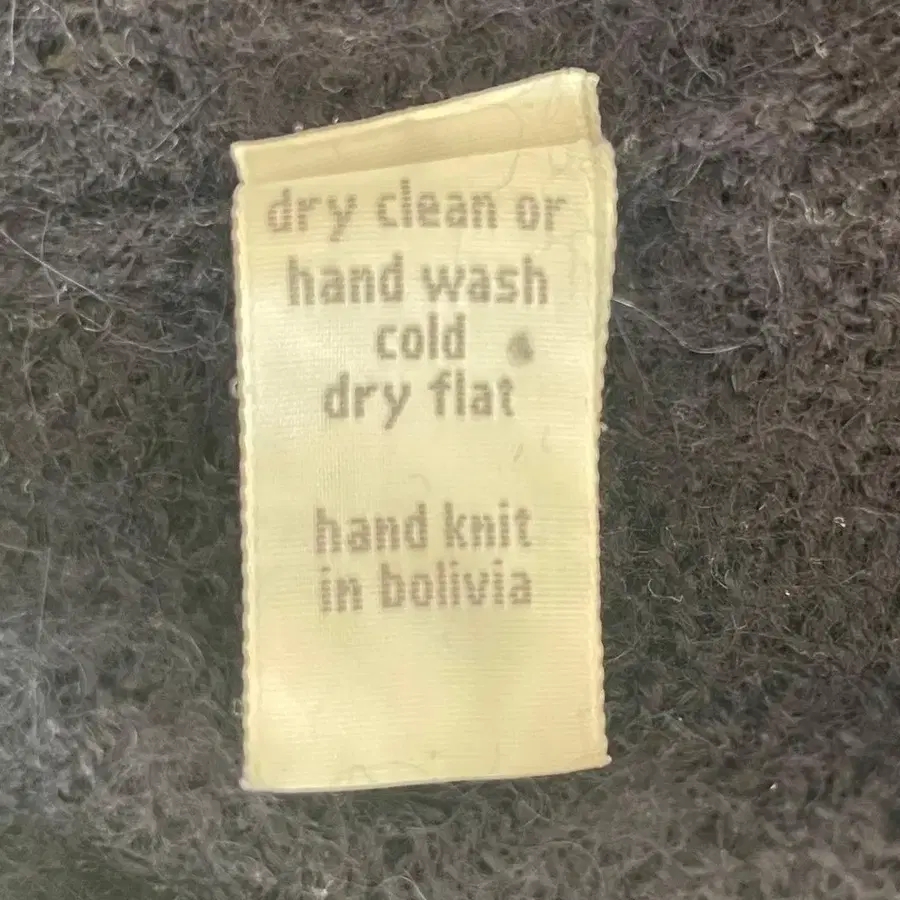 dry clean or
hand wash
cold
dry flat
hand knit
in bolivia